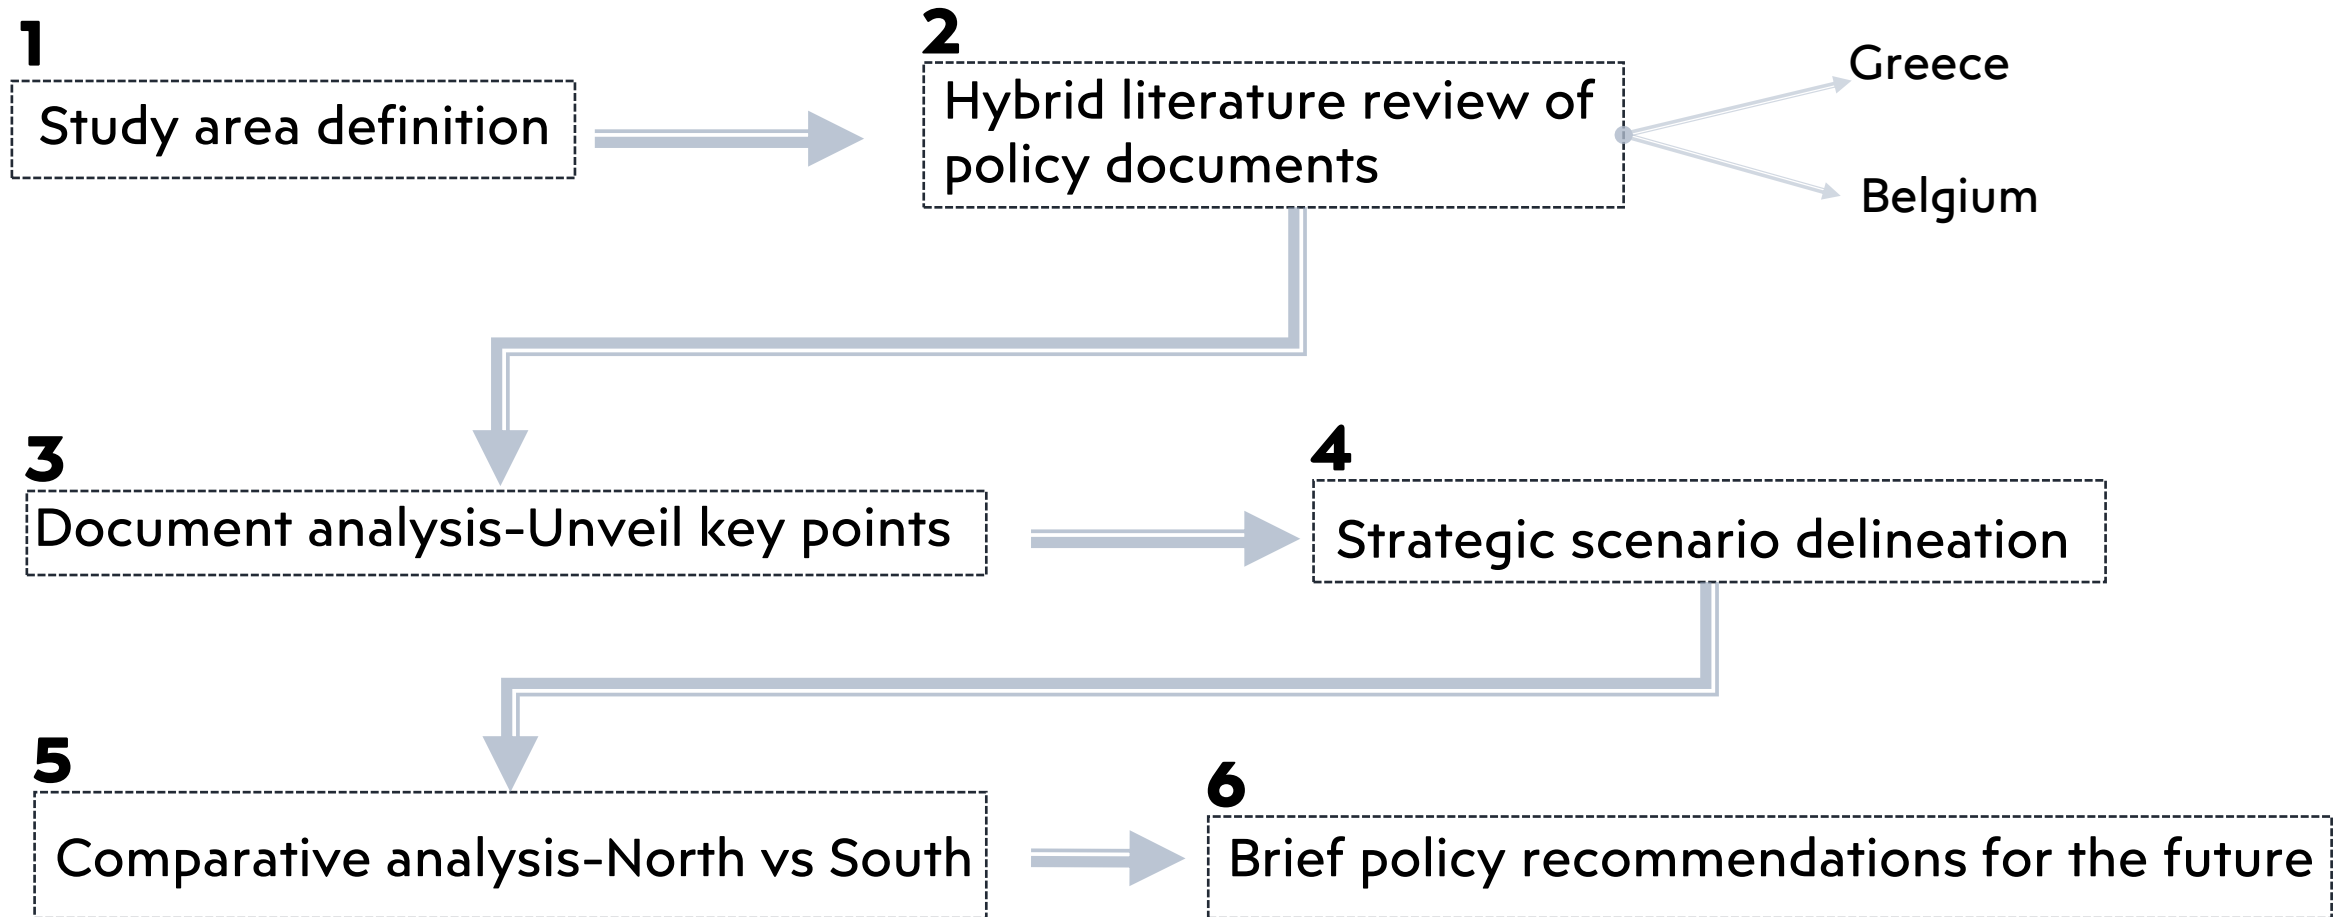 1
Study area definition
2
Hybrid literature review of
policy documents
Greece
Belgium
3
Document analysis-Unveil key points
4
Strategic scenario delineation
5
Comparative analysis-North vs South
6
Brief policy recommendations for the future